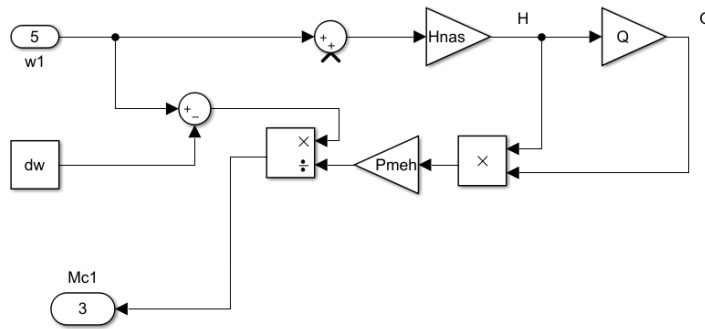 H
5
w1
+
+
Hnas
Q
+
−
dw
×
÷
Pmeh
×
Mc1
3